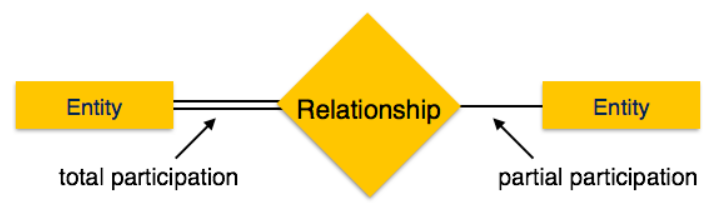 Entity
Relationship
Entity
total participation
partial participation